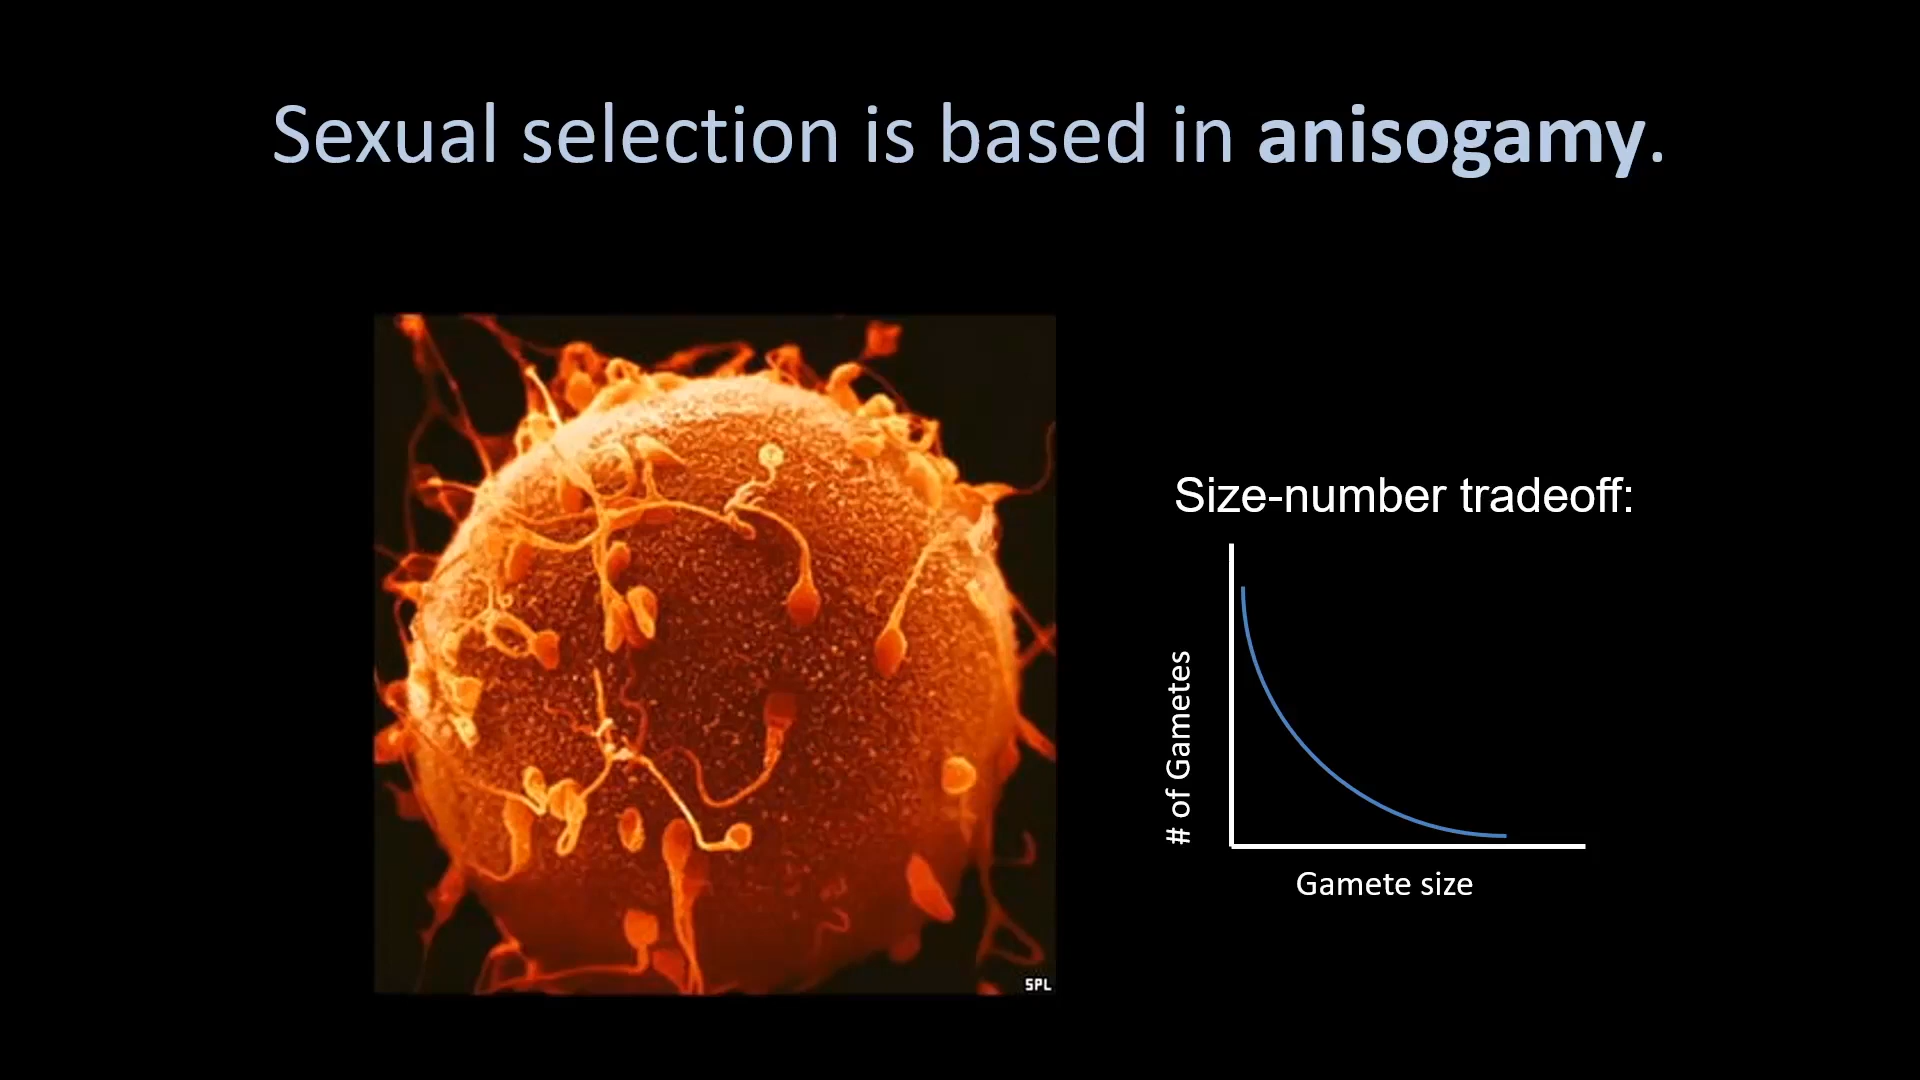 Sexual selection is based in anisogamy.
Size-number tradeoff:
# of Gametes
Gamete size
SPL